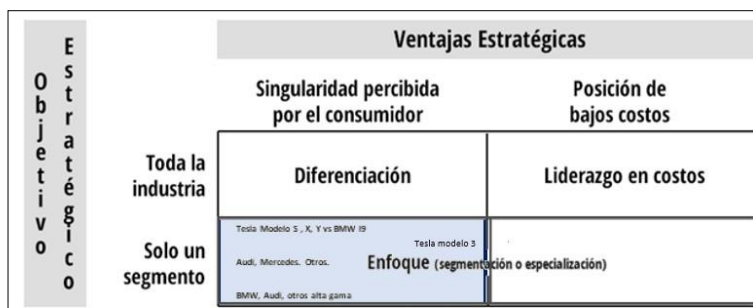 Ventajas Estratégicas
Objetivo
Estratégico
Singularidad percibida
por el consumidor
Posición de
bajos costos
Toda la
industria
Diferenciación
Liderazgo en costos
Solo un
segmento
Tesla Modelo S , X, Y vs BMW I9
Tesla modelo 3
Audi, Mercedes. Otros.
Enfoque (segmentación o especialización)
BMW, Audi, otros alta gama